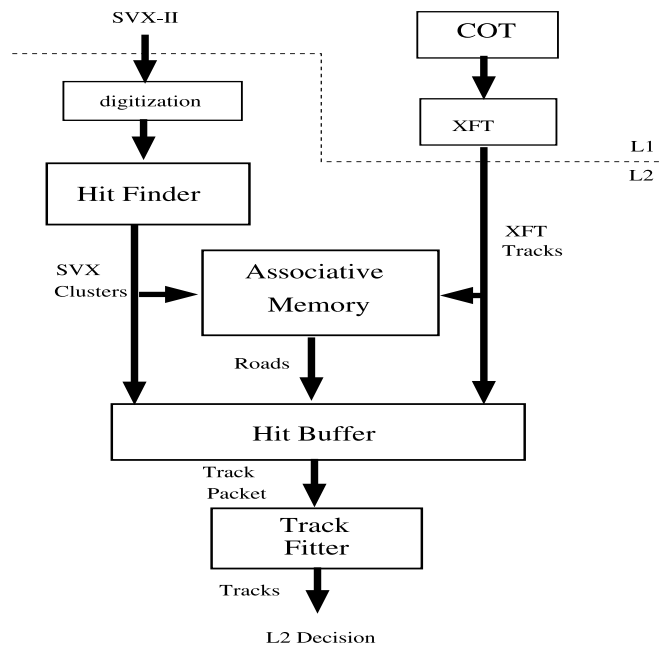 SVX-II
COT
digitization
XFT
L1
L2
Hit Finder
XFT
Tracks
SVX
Clusters
Associative
Memory
Roads
Hit Buffer
Track
Packet
Track
Fitter
Tracks
L2 Decision